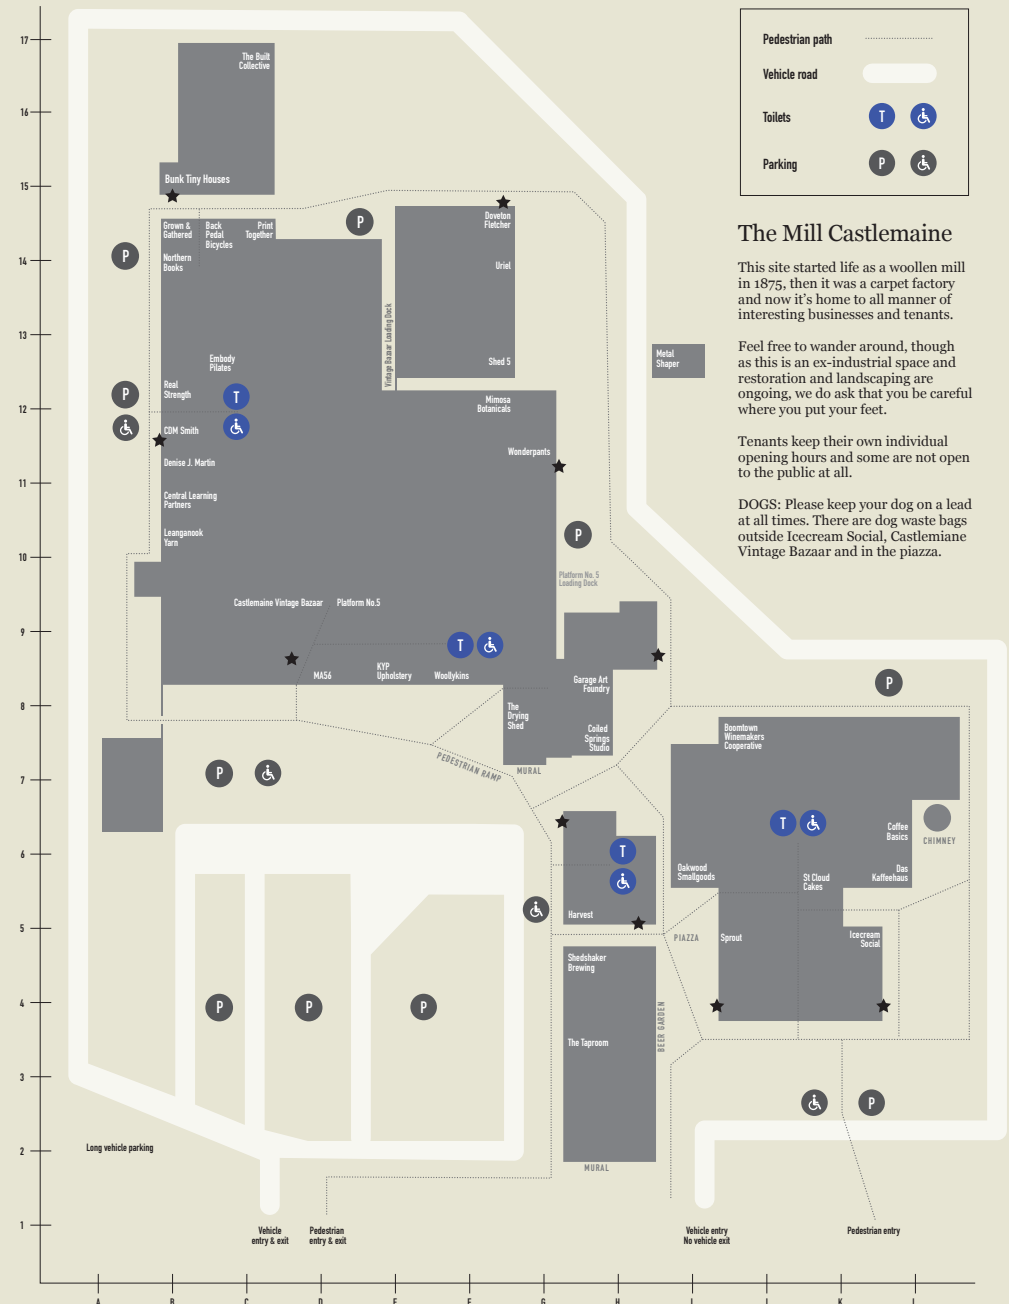 17
16
15
14
13
12
11
10
9
8
7
6
5
4
3
2
1
The Built
Collective
Bunk Tiny Houses
Grown &
Gathered
Back
Pedal
Bicycles
Print
Together
Northern
Books
P
P
Doveton
Fletcher
Uriel
Shed 5
Vintage Bazaar Loading Dock
Embody
Pilates
Real
Strength
P
T
CDM Smith
Denise J. Martin
Central Learning
Partners
Leanganook
Yarn
Mimosa
Botanicals
Wonderpants
P
Platform No. 5
Loading Dock
Castlemaine Vintage Bazaar
Platform No.5
T
MA56
KYP
Upholstery
Woollykins
Garage Art
Foundry
The
Drying
Shed
Coiled
Springs
Studio
MURAL
PEDESTRIAN RAMP
P
Metal
Shaper
P
Boomtown
Winemakers
Cooperative
T
Coffee
Basics
CHIMNEY
Oakwood
Smallgoods
St Cloud
Cakes
Das
Kaffeehaus
T
Harvest
PIAZZA
Sprout
Icecream
Social
Shedshaker
Brewing
The Taproom
BEER GARDEN
MURAL
P
P
P
P
Long vehicle parking
Vehicle
entry & exit
Pedestrian
entry & exit
Vehicle entry
No vehicle exit
Pedestrian entry
Pedestrian path
Vehicle road
Toilets
T
Parking
P
The Mill Castlemaine
This site started life as a woollen mill
in 1875, then it was a carpet factory
and now it's home to all manner of
interesting businesses and tenants.
Feel free to wander around, though
as this is an ex-industrial space and
restoration and landscaping are
ongoing, we do ask that you be careful
where you put your feet.
Tenants keep their own individual
opening hours and some are not open
to the public at all.
DOGS: Please keep your dog on a lead
at all times. There are dog waste bags
outside Icecream Social, Castlemiane
Vintage Bazaar and in the piazza.